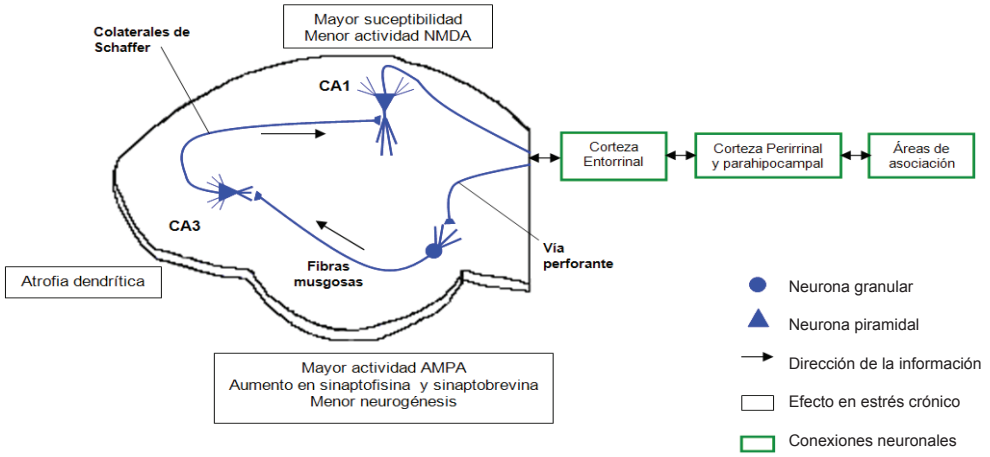 Mayor suceptibilidad
Menor actividad NMDA
Colaterales de
Schaffer
CA1
Corteza
Entorrinal
Corteza Perirrinal
y parahipocampal
Áreas de
asociación
CA3
Fibras
musgosas
Vía
perforante
Atrofia dendrítica
Mayor actividad AMPA
Aumento en sinaptofisina y sinaptobrevina
Menor neurogénesis
Neurona granular
Neurona piramidal
Dirección de la información
Efecto en estrés crónico
Conexiones neuronales